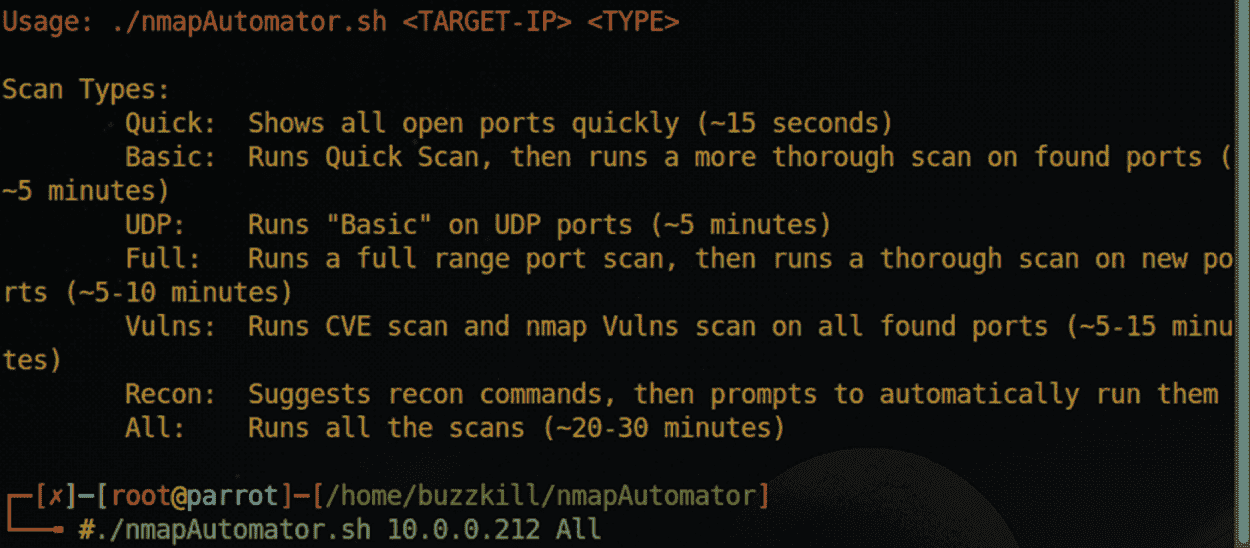 Usage: ./nmapAutomator.sh <TARGET-IP> <TYPE>
Scan Types:
Quick: Shows all open ports quickly (~15 seconds)
Basic: Runs Quick Scan, then runs a more thorough scan on found ports (
~5 minutes)
UDP: Runs "Basic" on UDP ports (~5 minutes)
Full: Runs a full range port scan, then runs a thorough scan on new po
rts (~5-10 minutes)
Vulns: Runs CVE scan and nmap Vulns scan on all found ports (~5-15 minu
tes)
Recon: Suggests recon commands, then prompts to automatically run them
All: Runs all the scans (~20-30 minutes)
┌─[✗]─[root@parrot]─[/home/buzzkill/nmapAutomator]
└──╼ #./nmapAutomator.sh 10.0.0.212 All